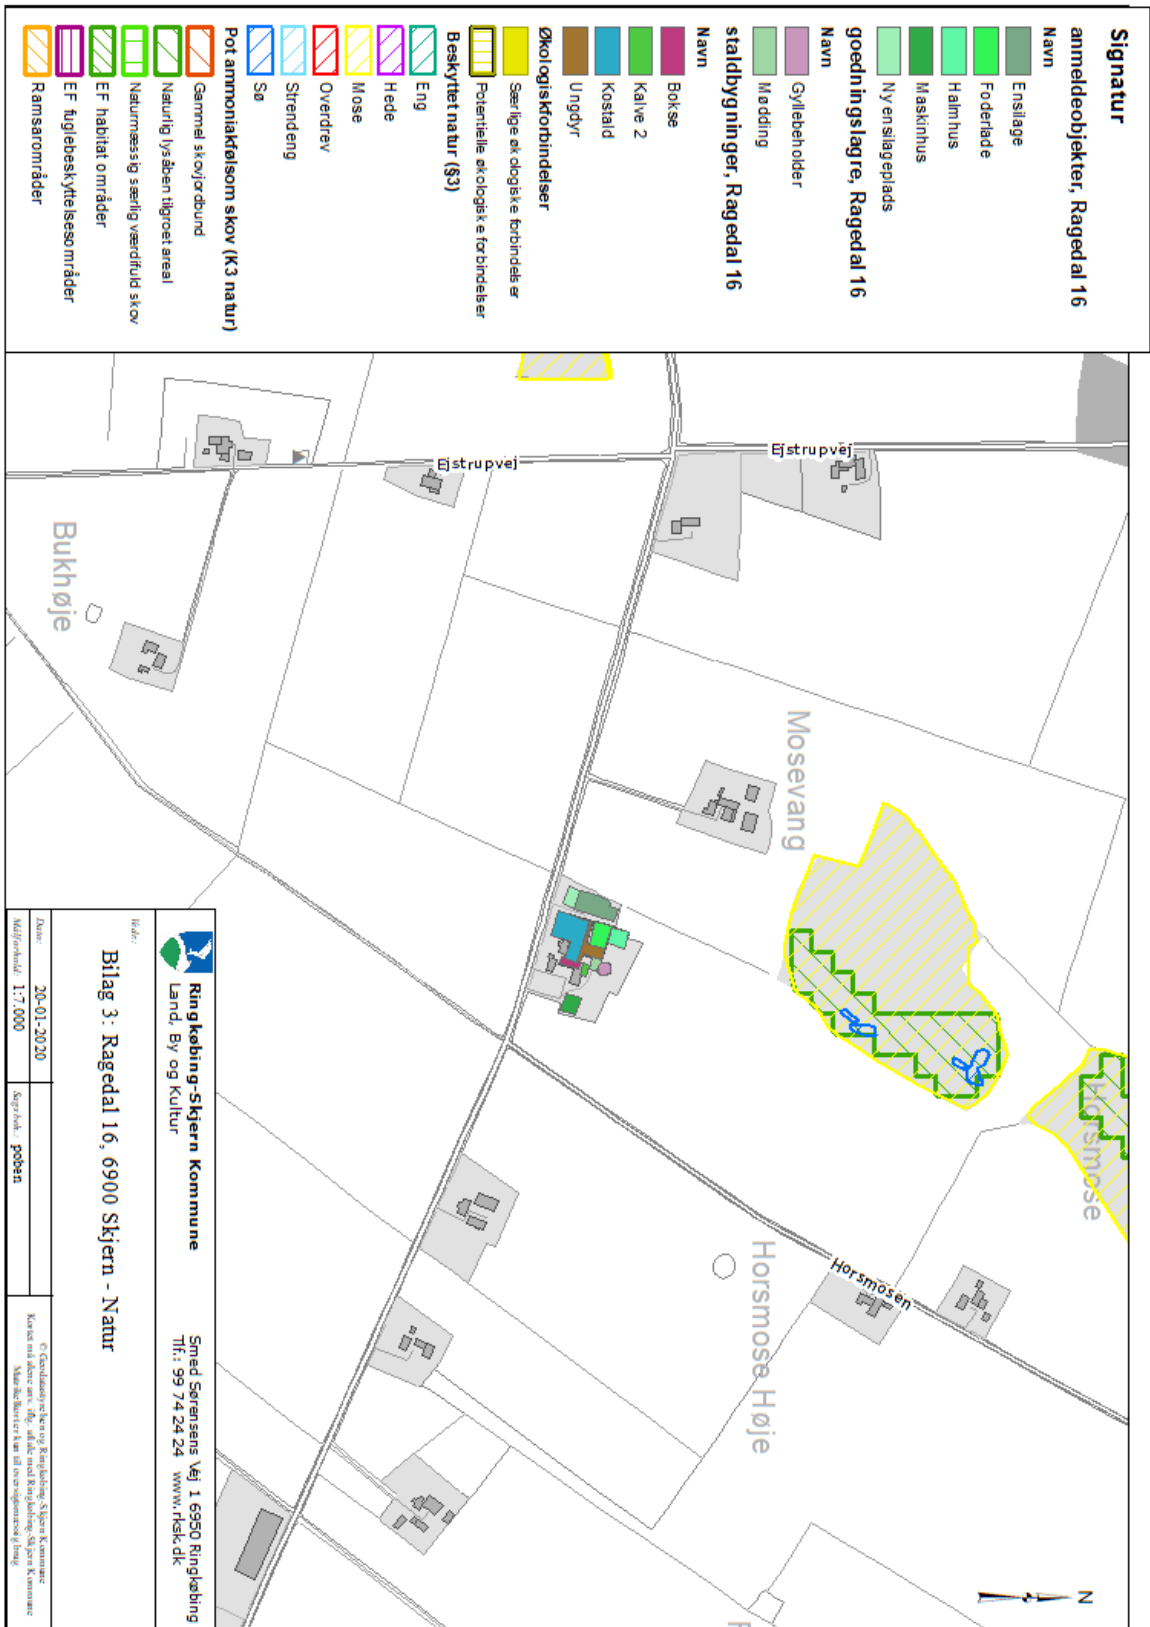 Signatur
anmeldeobjekter, Ragedal 16
Navn
Ensilage
Foderlade
Halmhus
Maskinhus
Ny ensilageplads
goedningslagre, Ragedal 16
Navn
Gyllebeholder
Mødding
staldbygninger, Ragedal 16
Navn
Bokse
Kalve 2
Kostald
Ungdyr
Økologiskforbindelser
Særlige økologiske forbindelser
Potentielle økologiske forbindelser
Beskyttet natur (§3)
Eng
Hede
Mose
Overdrev
Strendeng
Sø
Pot ammoniakfølsom skov (K3 natur)
Gammel skovjordbund
Naturlig lysåben tilgroet areal
Naturmæssig særlig værdifuld skov
EF habitat områder
EF fuglebeskyttelsesområder
Ramsarområder
Ejstrupvej
Ejstrupvej
Bukhøje
Mosevang
Horsmose
Horsmose Høje
Horsmosen
N
Ringkøbing-Skjern Kommune
Land, By og Kultur
Smed Sørensens Vej 1 6950 Ringkøbing
Tlf.: 99 74 24 24 www.rksk.dk
Bilag 3: Ragedal 16, 6900 Skjern - Natur
Dato: 20-01-2020
Målforhold: 1:7.000
Sagsbeh.: poben